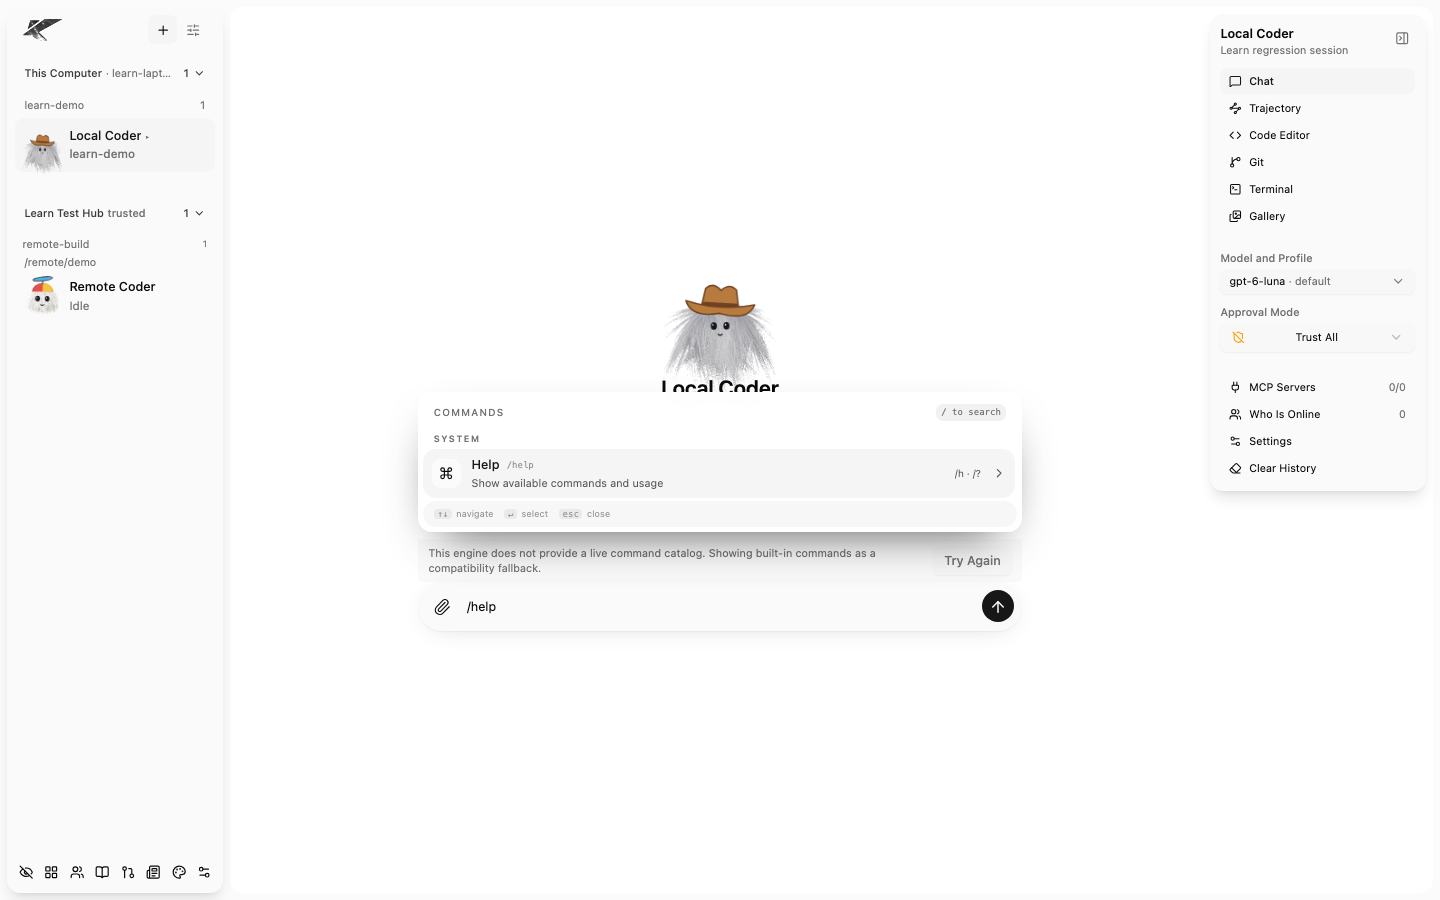 This Computer · learn-lapt... 1
learn-demo 1
Local Coder
learn-demo
Learn Test Hub trusted 1
remote-build 1
/remote/demo
Remote Coder
Idle
Local Coder
COMMANDS / to search
SYSTEM
Help /help
Show available commands and usage
/h · /?
↑↓ navigate ↵ select esc close
This engine does not provide a live command catalog. Showing built-in commands as a
compatibility fallback.
Try Again
/help
Local Coder
Learn regression session
Chat
Trajectory
Code Editor
Git
Terminal
Gallery
Model and Profile
gpt-6-luna · default
Approval Mode
Trust All
MCP Servers 0/0
Who Is Online 0
Settings
Clear History